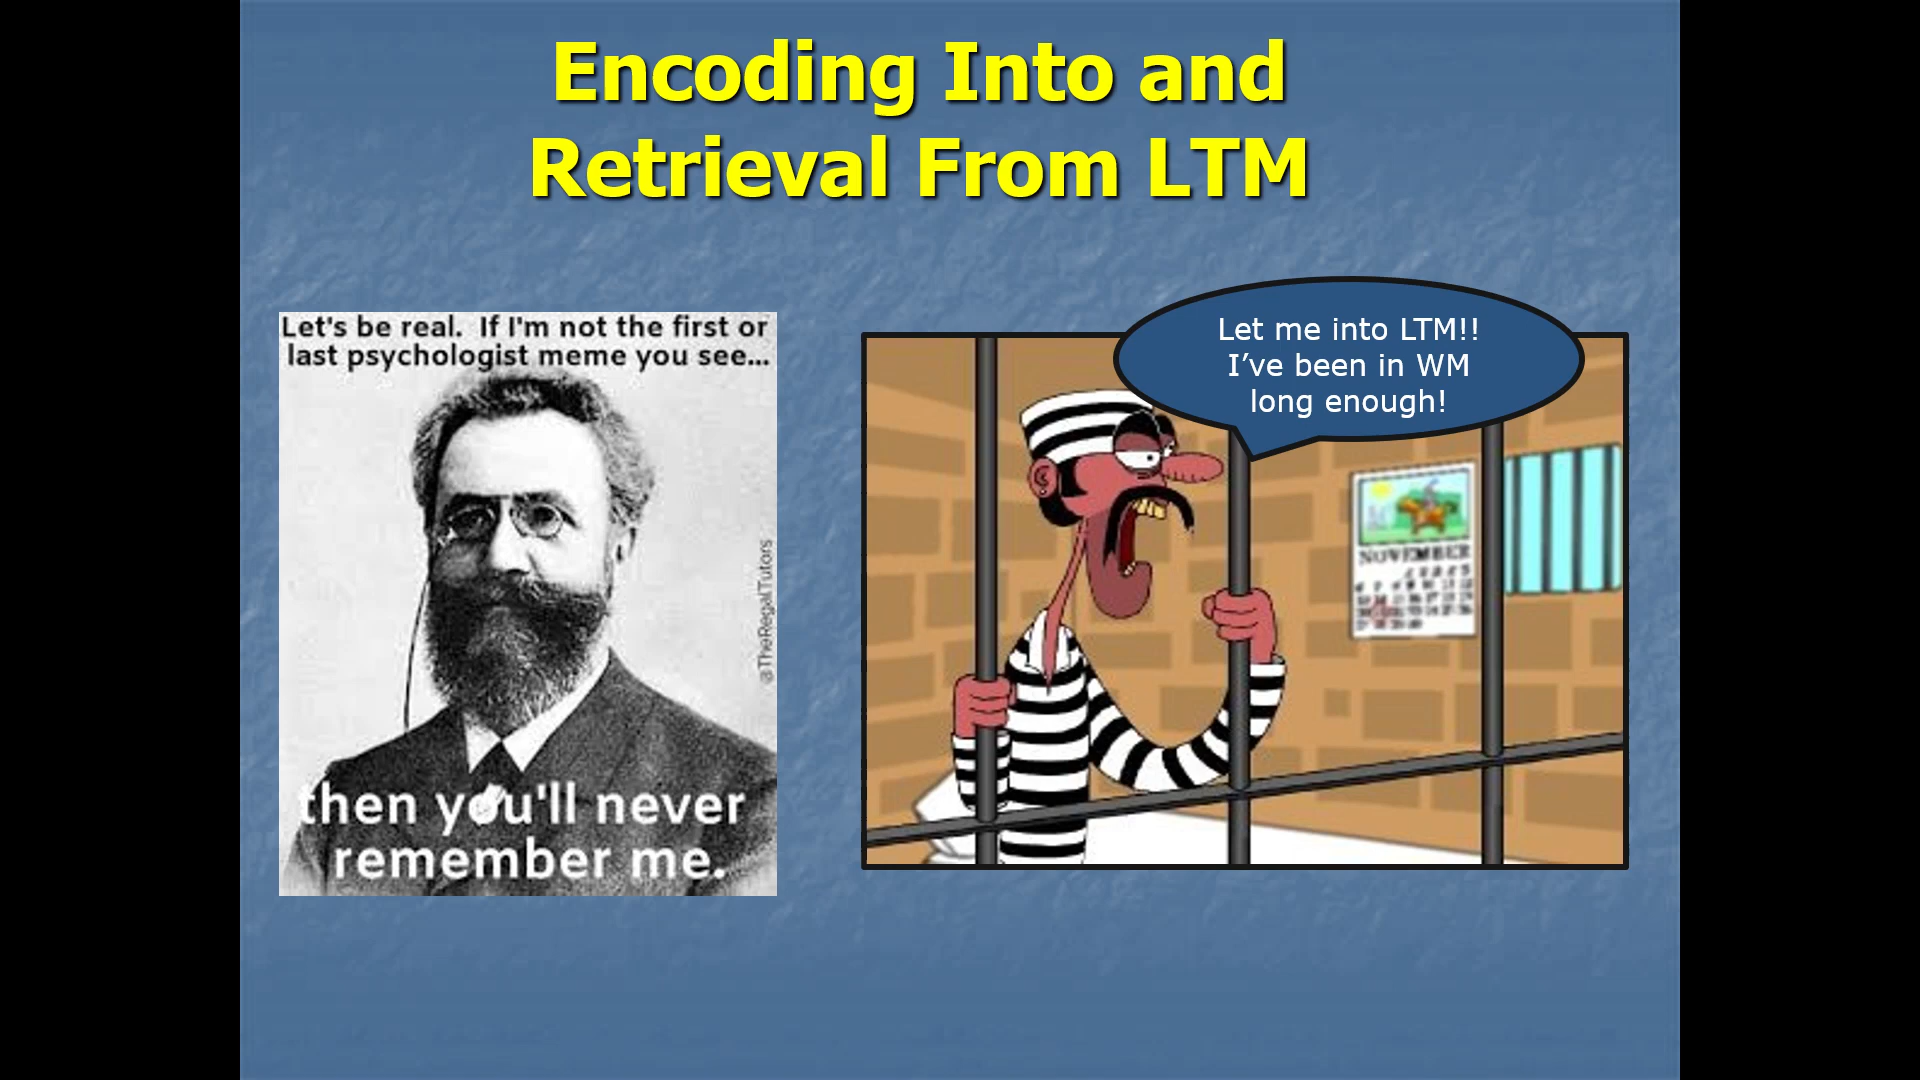 Encoding Into and
Retrieval From LTM
Let's be real. If I'm not the first or
last psychologist meme you see...
@TheRegalTutors
then you'll never
remember me.
Let me into LTM!!
I’ve been in WM
long enough!
NOVEMBER